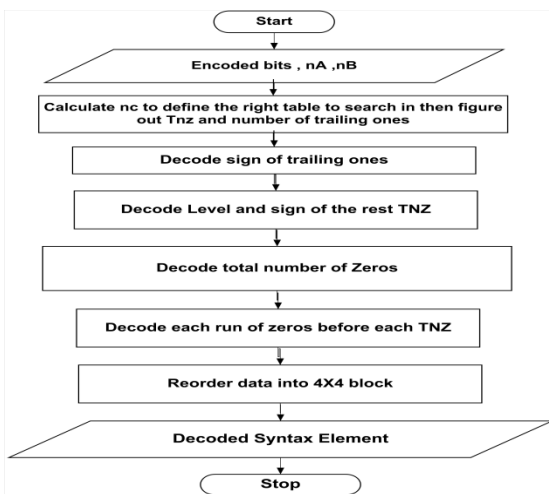 Start
Encoded bits , nA ,nB
Calculate nc to define the right table to search in then figure
out Tnz and number of trailing ones
Decode sign of trailing ones
Decode Level and sign of the rest TNZ
Decode total number of Zeros
Decode each run of zeros before each TNZ
Reorder data into 4X4 block
Decoded Syntax Element
Stop